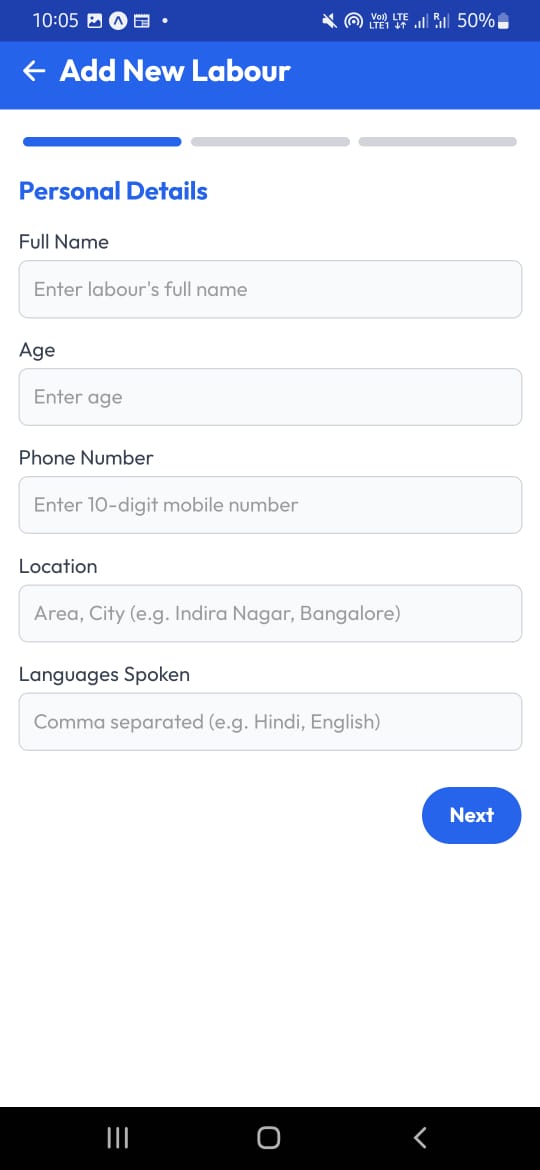 10:05
Vo)) LTE
LTE1
R
50%
Add New Labour
Personal Details
Full Name
Enter labour's full name
Age
Enter age
Phone Number
Enter 10-digit mobile number
Location
Area, City (e.g. Indira Nagar, Bangalore)
Languages Spoken
Comma separated (e.g. Hindi, English)
Next